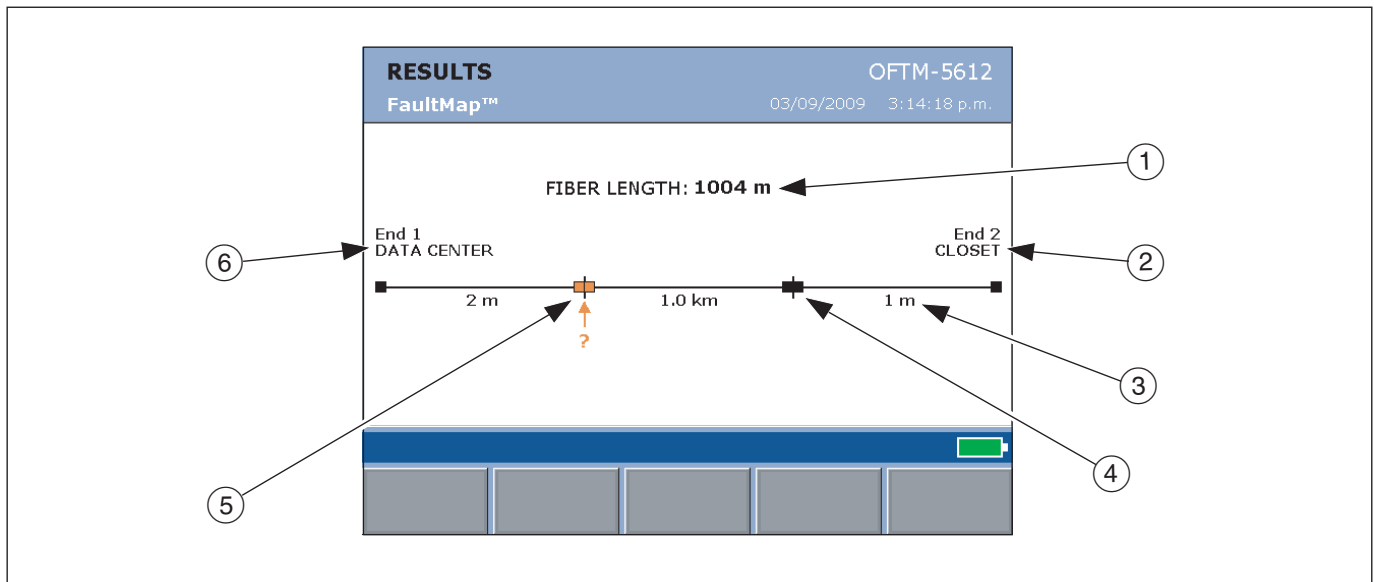 RESULTS OFTM-5612
FaultMap™ 03/09/2009 3:14:18 p.m.
1
FIBER LENGTH: 1004 m
End 1 End 2
6 DATA CENTER CLOSET 2
2 m 1.0 km 1 m
?
3
4
5